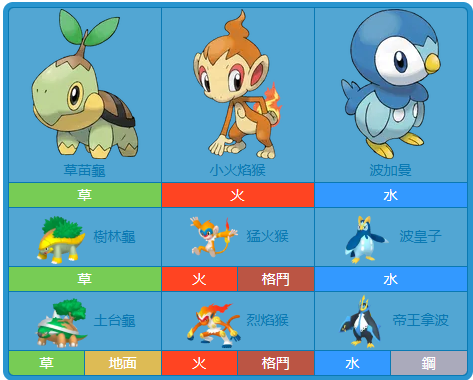 草苗龜 小火焰猴 波加曼
草 火 水
樹林龜 猛火猴 波皇子
草 火 格鬥 水
土台龜 烈焰猴 帝王拿波
草 地面 火 格鬥 水 鋼